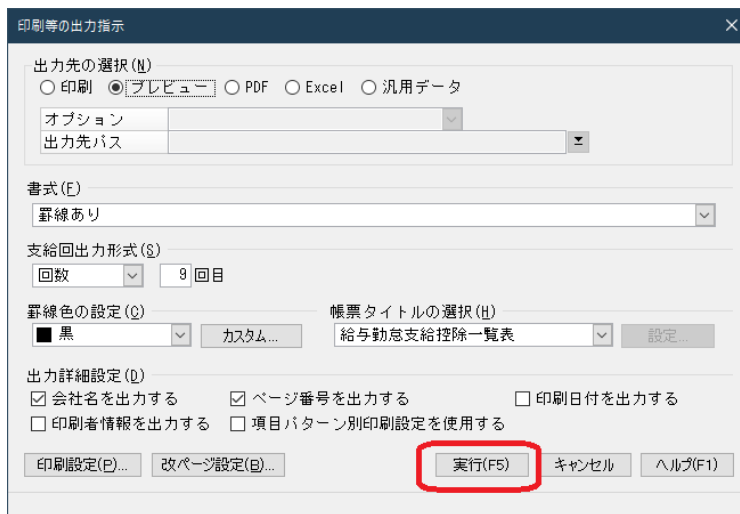 印刷等の出力指示
出力先の選択(N)
印刷 プレビュー PDF Excel 汎用データ
オプション
出力先パス
書式(F)
罫線あり
支給回出力形式(S)
回数 9 回目
罫線色の設定(C) 帳票タイトルの選択(H)
黒 カスタム... 給与勤怠支給控除一覧表 設定...
出力詳細設定(D)
会社名を出力する ページ番号を出力する 印刷日付を出力する
印刷者情報を出力する 項目パターン別印刷設定を使用する
印刷設定(P)... 改ページ設定(B)... 実行(F5) キャンセル ヘルプ(F1)